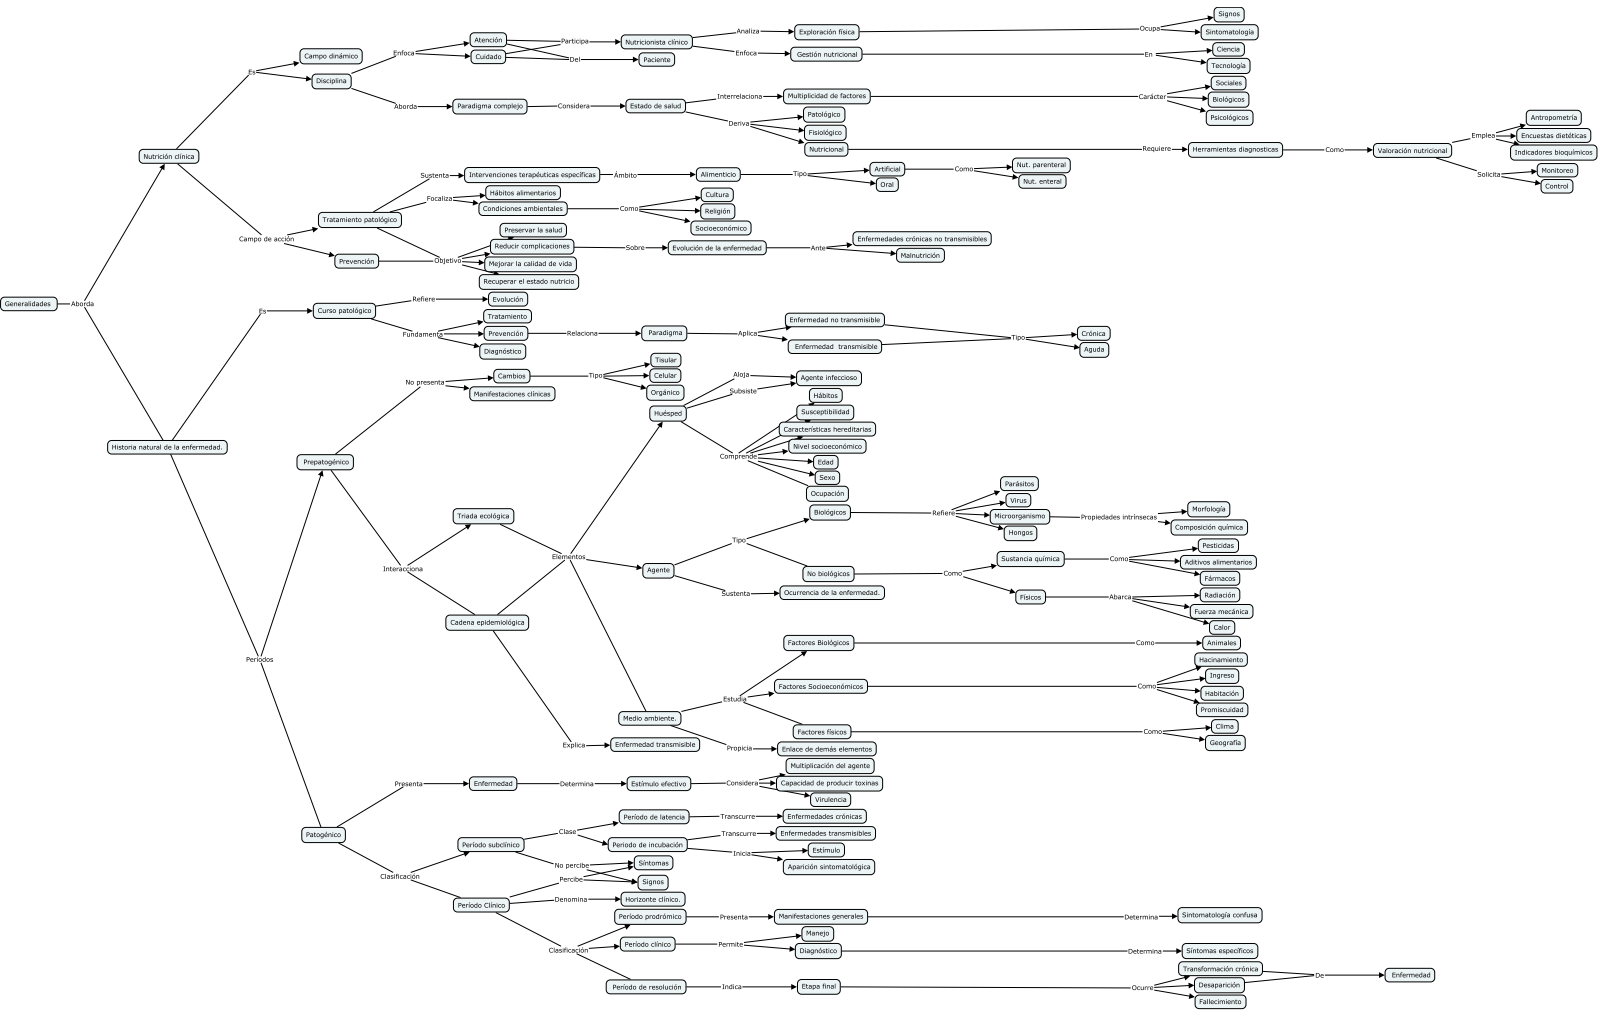 Generalidades
Aborda
Nutrición clínica
Es
Campo dinámico
Disciplina
Enfoca
Atención
Cuidado
Participa
Del
Nutricionista clínico
Paciente
Analiza
Exploración física
Ocupa
Signos
Sintomatología
Enfoca
Gestión nutricional
En
Ciencia
Tecnología
Aborda
Paradigma complejo
Considera
Estado de salud
Interrelaciona
Multiplicidad de factores
Carácter
Sociales
Biológicos
Psicológicos
Deriva
Patológico
Fisiológico
Nutricional
Requiere
Herramientas diagnosticas
Como
Valoración nutricional
Emplea
Antropometría
Encuestas dietéticas
Indicadores bioquímicos
Solicita
Monitoreo
Control
Campo de acción
Tratamiento patológico
Sustenta
Intervenciones terapéuticas específicas
Ámbito
Alimenticio
Tipo
Artificial
Oral
Como
Nut. parenteral
Nut. enteral
Focaliza
Hábitos alimentarios
Condiciones ambientales
Como
Cultura
Religión
Socioeconómico
Prevención
Objetivo
Preservar la salud
Reducir complicaciones
Mejorar la calidad de vida
Recuperar el estado nutricio
Sobre
Evolución de la enfermedad
Ante
Enfermedades crónicas no transmisibles
Malnutrición
Historia natural de la enfermedad.
Es
Curso patológico
Refiere
Evolución
Fundamenta
Tratamiento
Prevención
Diagnóstico
Relaciona
Paradigma
Aplica
Enfermedad no transmisible
Enfermedad transmisible
Tipo
Crónica
Aguda
Períodos
Prepatogénico
No presenta
Cambios
Manifestaciones clínicas
Tipo
Tisular
Celular
Orgánico
Interacciona
Triada ecológica
Cadena epidemiológica
Elementos
Huésped
Aloja
Subsiste
Agente infeccioso
Comprende
Hábitos
Susceptibilidad
Características hereditarias
Nivel socioeconómico
Edad
Sexo
Ocupación
Agente
Tipo
Biológicos
Refiere
Parásitos
Virus
Microorganismo
Hongos
Propiedades intrínsecas
Morfología
Composición química
No biológicos
Como
Sustancia química
Como
Pesticidas
Aditivos alimentarios
Fármacos
Físicos
Abarca
Radiación
Fuerza mecánica
Calor
Sustenta
Ocurrencia de la enfermedad.
Medio ambiente.
Estudia
Factores Biológicos
Como
Animales
Factores Socioeconómicos
Como
Hacinamiento
Ingreso
Habitación
Promiscuidad
Factores físicos
Como
Clima
Geografía
Propicia
Enlace de demás elementos
Explica
Enfermedad transmisible
Patogénico
Presenta
Enfermedad
Determina
Estímulo efectivo
Considera
Multiplicación del agente
Capacidad de producir toxinas
Virulencia
Clasificación
Período subclínico
Clase
Período de latencia
Transcurre
Enfermedades crónicas
Periodo de incubación
Transcurre
Enfermedades transmisibles
Inicia
Estímulo
Aparición sintomatológica
No percibe
Síntomas
Signos
Período Clínico
Percibe
Denomina
Horizonte clínico.
Clasificación
Período prodrómico
Presenta
Manifestaciones generales
Determina
Sintomatología confusa
Período clínico
Permite
Manejo
Diagnóstico
Determina
Síntomas específicos
Período de resolución
Indica
Etapa final
Ocurre
Transformación crónica
Desaparición
Fallecimiento
De
Enfermedad